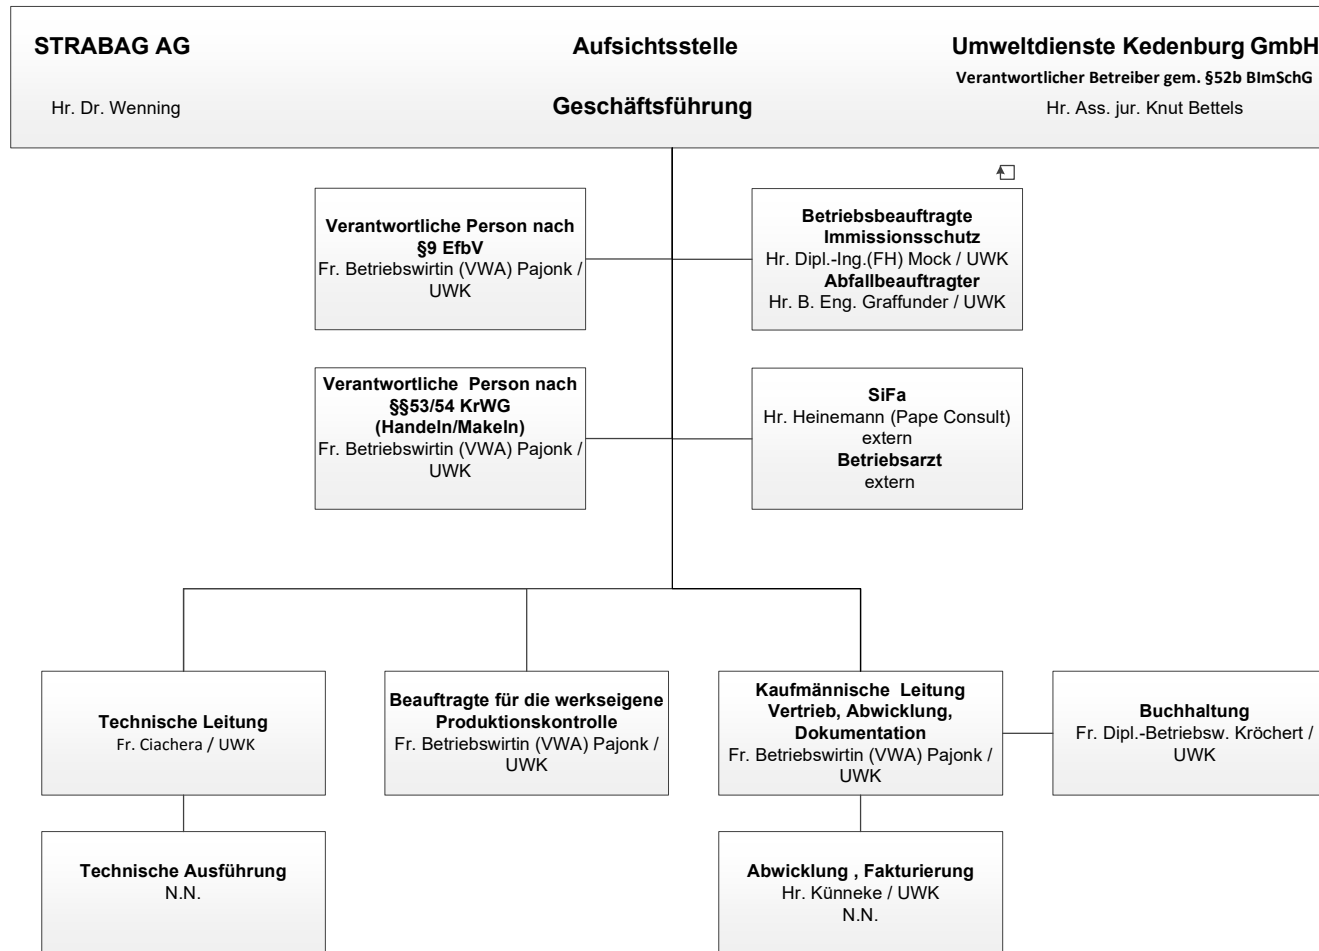 STRABAG AG
Aufsichtsstelle
Umweltdienste Kedenburg GmbH
Verantwortlicher Betreiber gem. §52b BImSchG
Hr. Dr. Wenning
Geschäftsführung
Hr. Ass. jur. Knut Bettels
Verantwortliche Person nach
§9 EfbV
Fr. Betriebswirtin (VWA) Pajonk /
UWK
Betriebsbeauftragte
Immissionsschutz
Hr. Dipl.-Ing.(FH) Mock / UWK
Abfallbeauftragter
Hr. B. Eng. Graffunder / UWK
Verantwortliche Person nach
§§53/54 KrWG
(Handeln/Makeln)
Fr. Betriebswirtin (VWA) Pajonk /
UWK
SiFa
Hr. Heinemann (Pape Consult)
extern
Betriebsarzt
extern
Technische Leitung
Fr. Ciachera / UWK
Beauftragte für die werkseigene
Produktionskontrolle
Fr. Betriebswirtin (VWA) Pajonk /
UWK
Kaufmännische Leitung
Vertrieb, Abwicklung,
Dokumentation
Fr. Betriebswirtin (VWA) Pajonk /
UWK
Buchhaltung
Fr. Dipl.-Betriebsw. Kröchert /
UWK
Technische Ausführung
N.N.
Abwicklung , Fakturierung
Hr. Künneke / UWK
N.N.